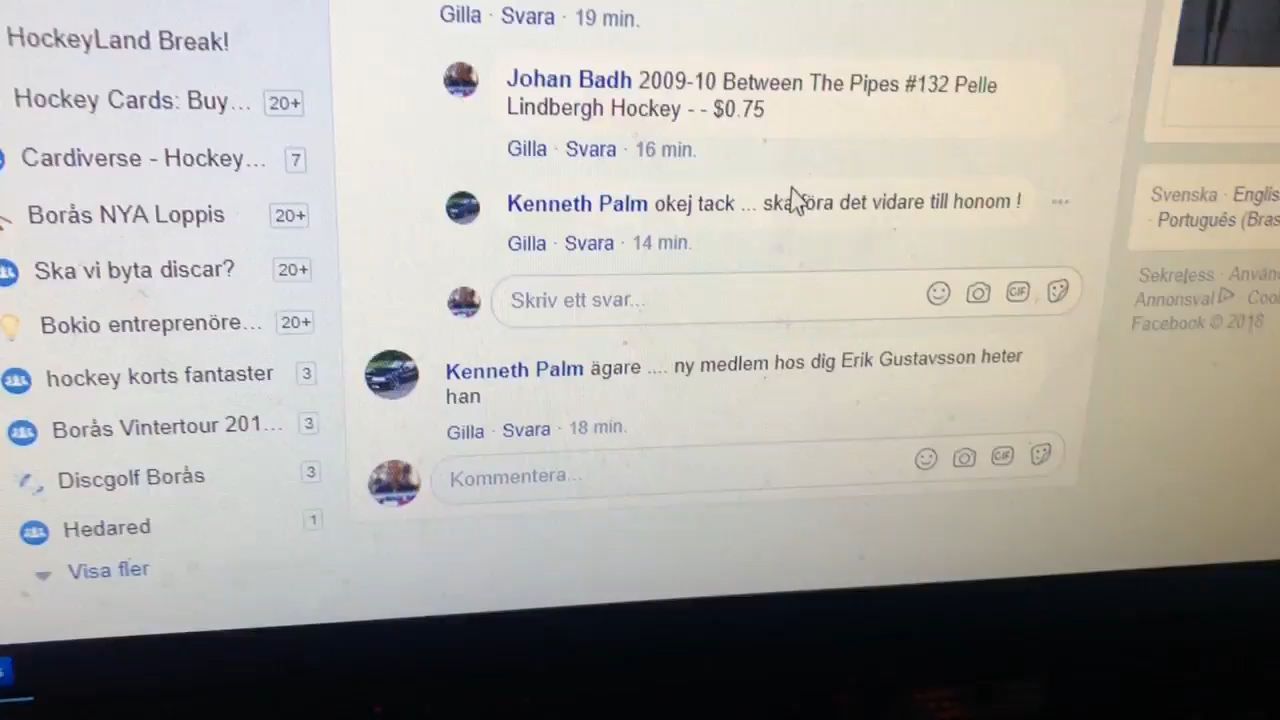 HockeyLand Break!
Hockey Cards: Buy... 20+
Cardiverse - Hockey... 7
Borås NYA Loppis 20+
Ska vi byta discar? 20+
Bokio entreprenöre... 20+
hockey korts fantaster 3
Borås Vintertour 201... 3
Discgolf Borås 3
Hedared 1
Visa fler
Gilla · Svara · 19 min.
Johan Badh 2009-10 Between The Pipes #132 Pelle
Lindbergh Hockey - - $0.75
Gilla · Svara · 16 min.
Kenneth Palm okej tack ... ska föra det vidare till honom !
Gilla · Svara · 14 min.
Skriv ett svar...
GIF
Kenneth Palm ägare .... ny medlem hos dig Erik Gustavsson heter
han
Gilla · Svara · 18 min.
Kommentera...
GIF
Svenska · Englis
· Português (Bras
Sekretess · Använ
Annonsval Coo
Facebook © 2018